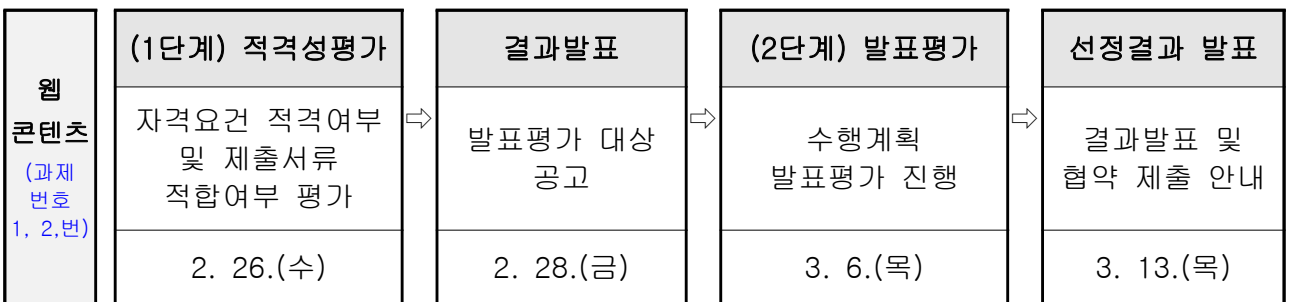 웹
콘텐츠
(과제
번호
1, 2,번)
(1단계) 적격성평가
자격요건 적격여부
및 제출서류
적합여부 평가
2. 26.(수)
⇨
결과발표
발표평가 대상
공고
2. 28.(금)
⇨
(2단계) 발표평가
수행계획
발표평가 진행
3. 6.(목)
⇨
선정결과 발표
결과발표 및
협약 제출 안내
3. 13.(목)